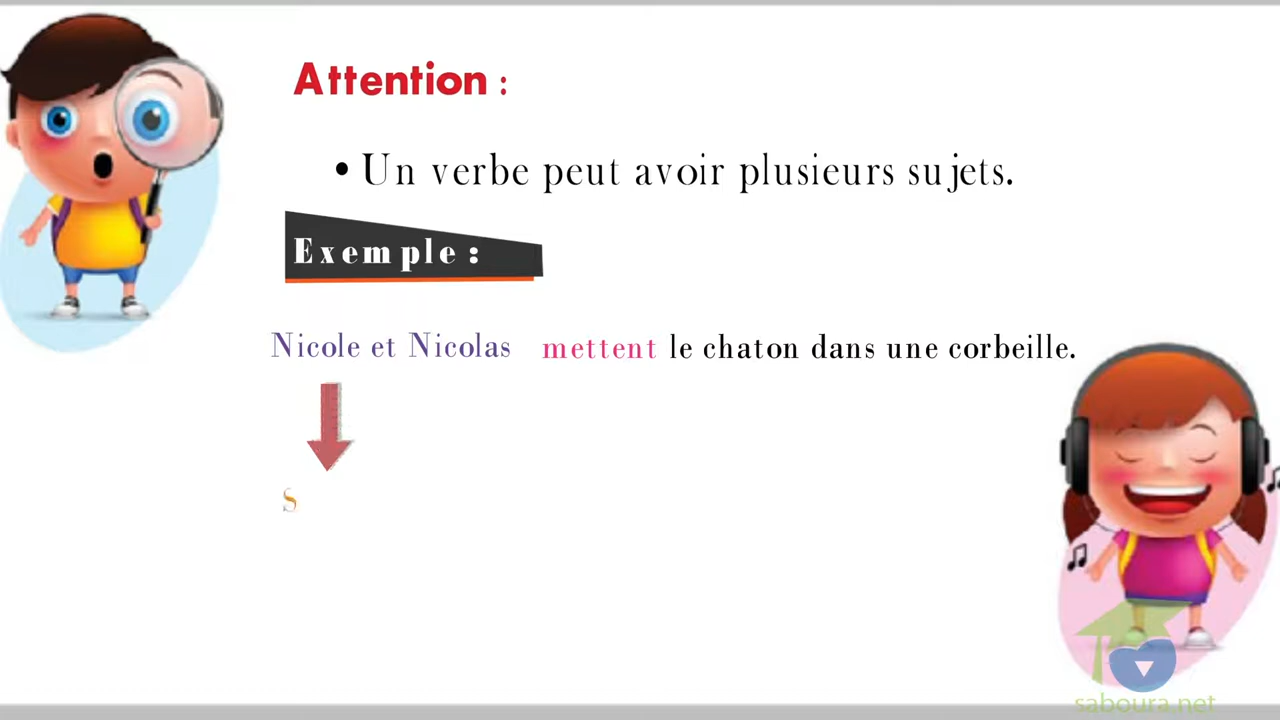 Attention :
• Un verbe peut avoir plusieurs sujets.
Exemple :
Nicole et Nicolas mettent le chaton dans une corbeille.
s
saboura.net